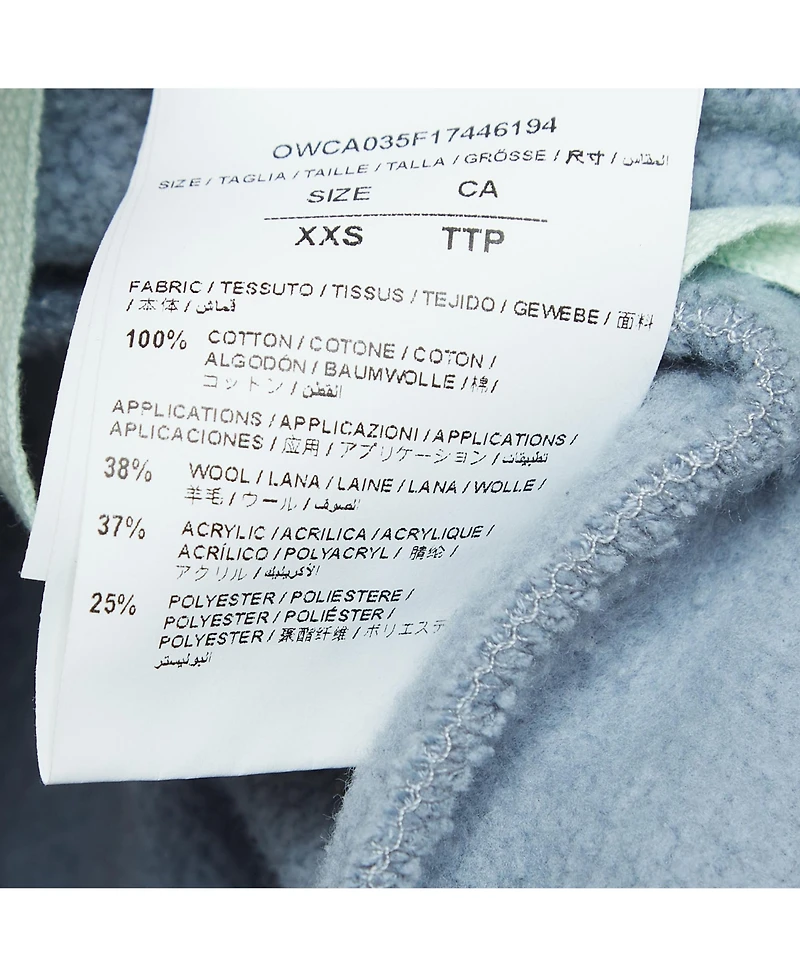 OWCA035F17446194
SIZE / TAGLIA / TAILLE / TALLA / GRÖSSE / 尺寸 / المقاس
SIZE CA
XXS TTP
FABRIC / TESSUTO / TISSUS / TEJIDO / GEWEBE / 面料
/ 本体 / قماش
100% COTTON / COTONE / COTON /
ALGODÓN / BAUMWOLLE / 棉 /
コットン / القطن
APPLICATIONS / APPLICAZIONI / APPLICATIONS /
APLICACIONES / 应用 / アプリケーション / تطبيقات
38% WOOL / LANA / LAINE / LANA / WOLLE /
羊毛 / ウール / الصوف
37% ACRYLIC / ACRILICA / ACRYLIQUE /
ACRÍLICO / POLYACRYL / 腈纶 /
アクリル / الأكريليك
25% POLYESTER / POLIESTERE /
POLYESTER / POLIÉSTER /
POLYESTER / 聚酯纤维 / ポリエステ
البوليستر